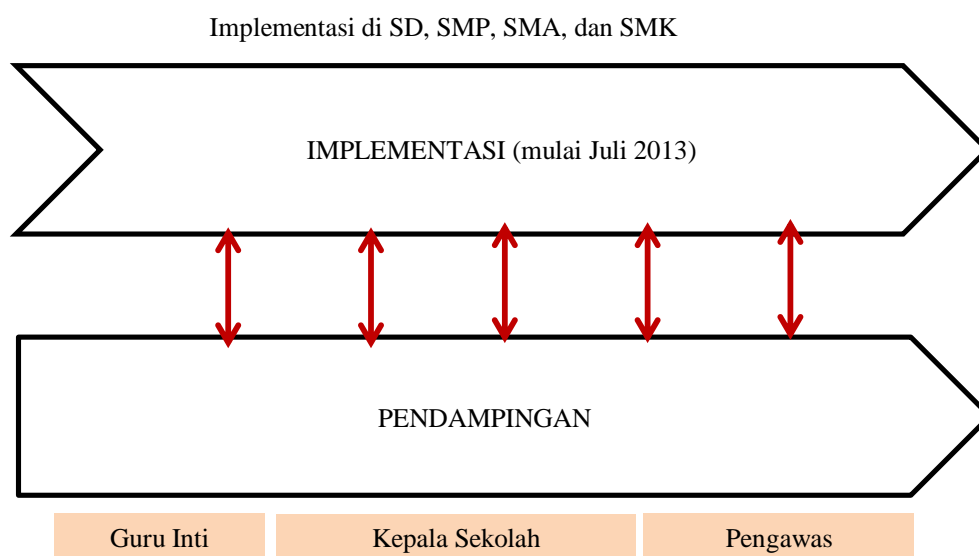 Implementasi di SD, SMP, SMA, dan SMK
IMPLEMENTASI (mulai Juli 2013)
PENDAMPINGAN
Guru Inti
Kepala Sekolah
Pengawas